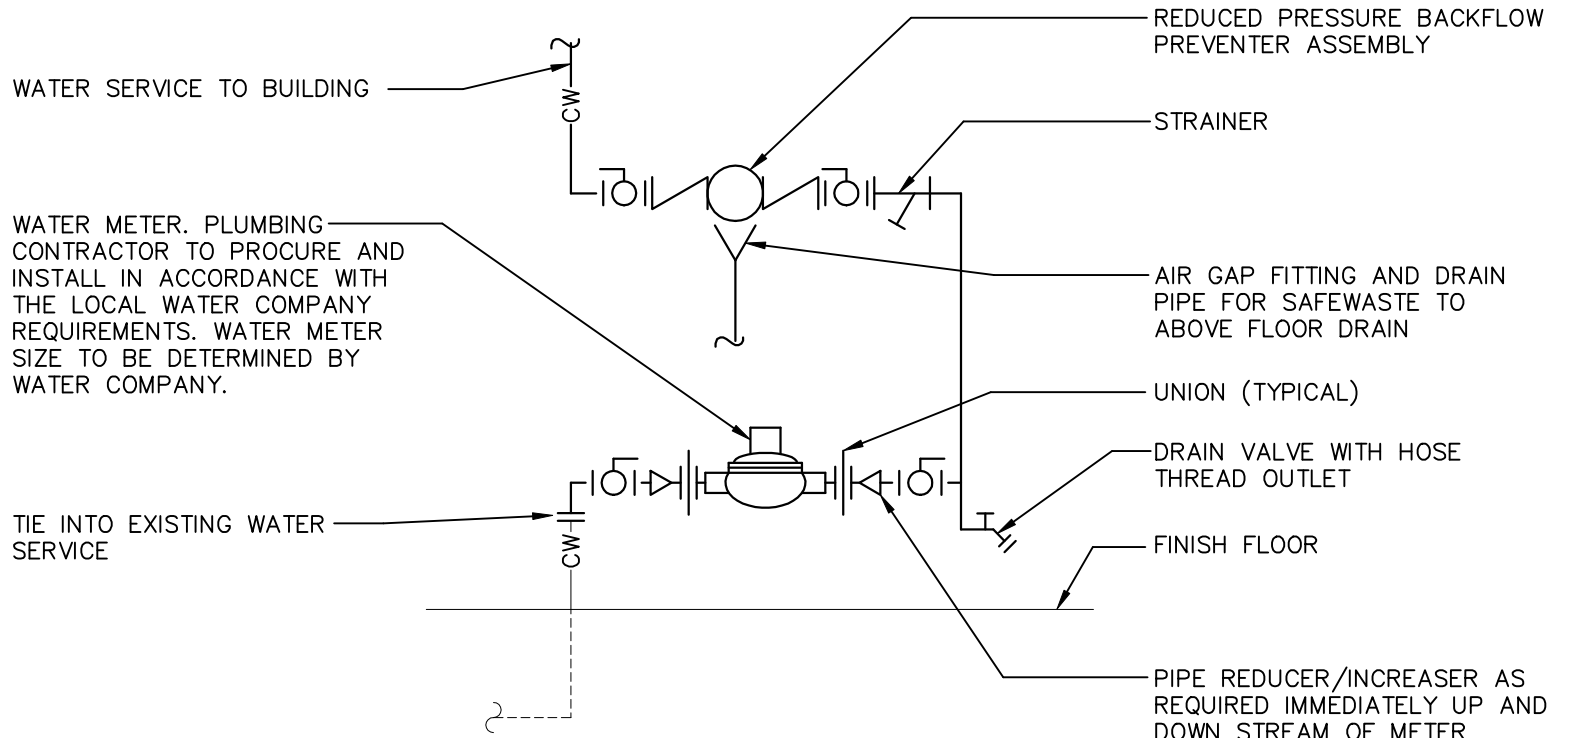 REDUCED PRESSURE BACKFLOW
PREVENTER ASSEMBLY
WATER SERVICE TO BUILDING
CW
STRAINER
WATER METER. PLUMBING
CONTRACTOR TO PROCURE AND
INSTALL IN ACCORDANCE WITH
THE LOCAL WATER COMPANY
REQUIREMENTS. WATER METER
SIZE TO BE DETERMINED BY
WATER COMPANY.
AIR GAP FITTING AND DRAIN
PIPE FOR SAFEWASTE TO
ABOVE FLOOR DRAIN
UNION (TYPICAL)
DRAIN VALVE WITH HOSE
THREAD OUTLET
TIE INTO EXISTING WATER
SERVICE
CW
FINISH FLOOR
PIPE REDUCER/INCREASER AS
REQUIRED IMMEDIATELY UP AND
DOWN STREAM OF METER